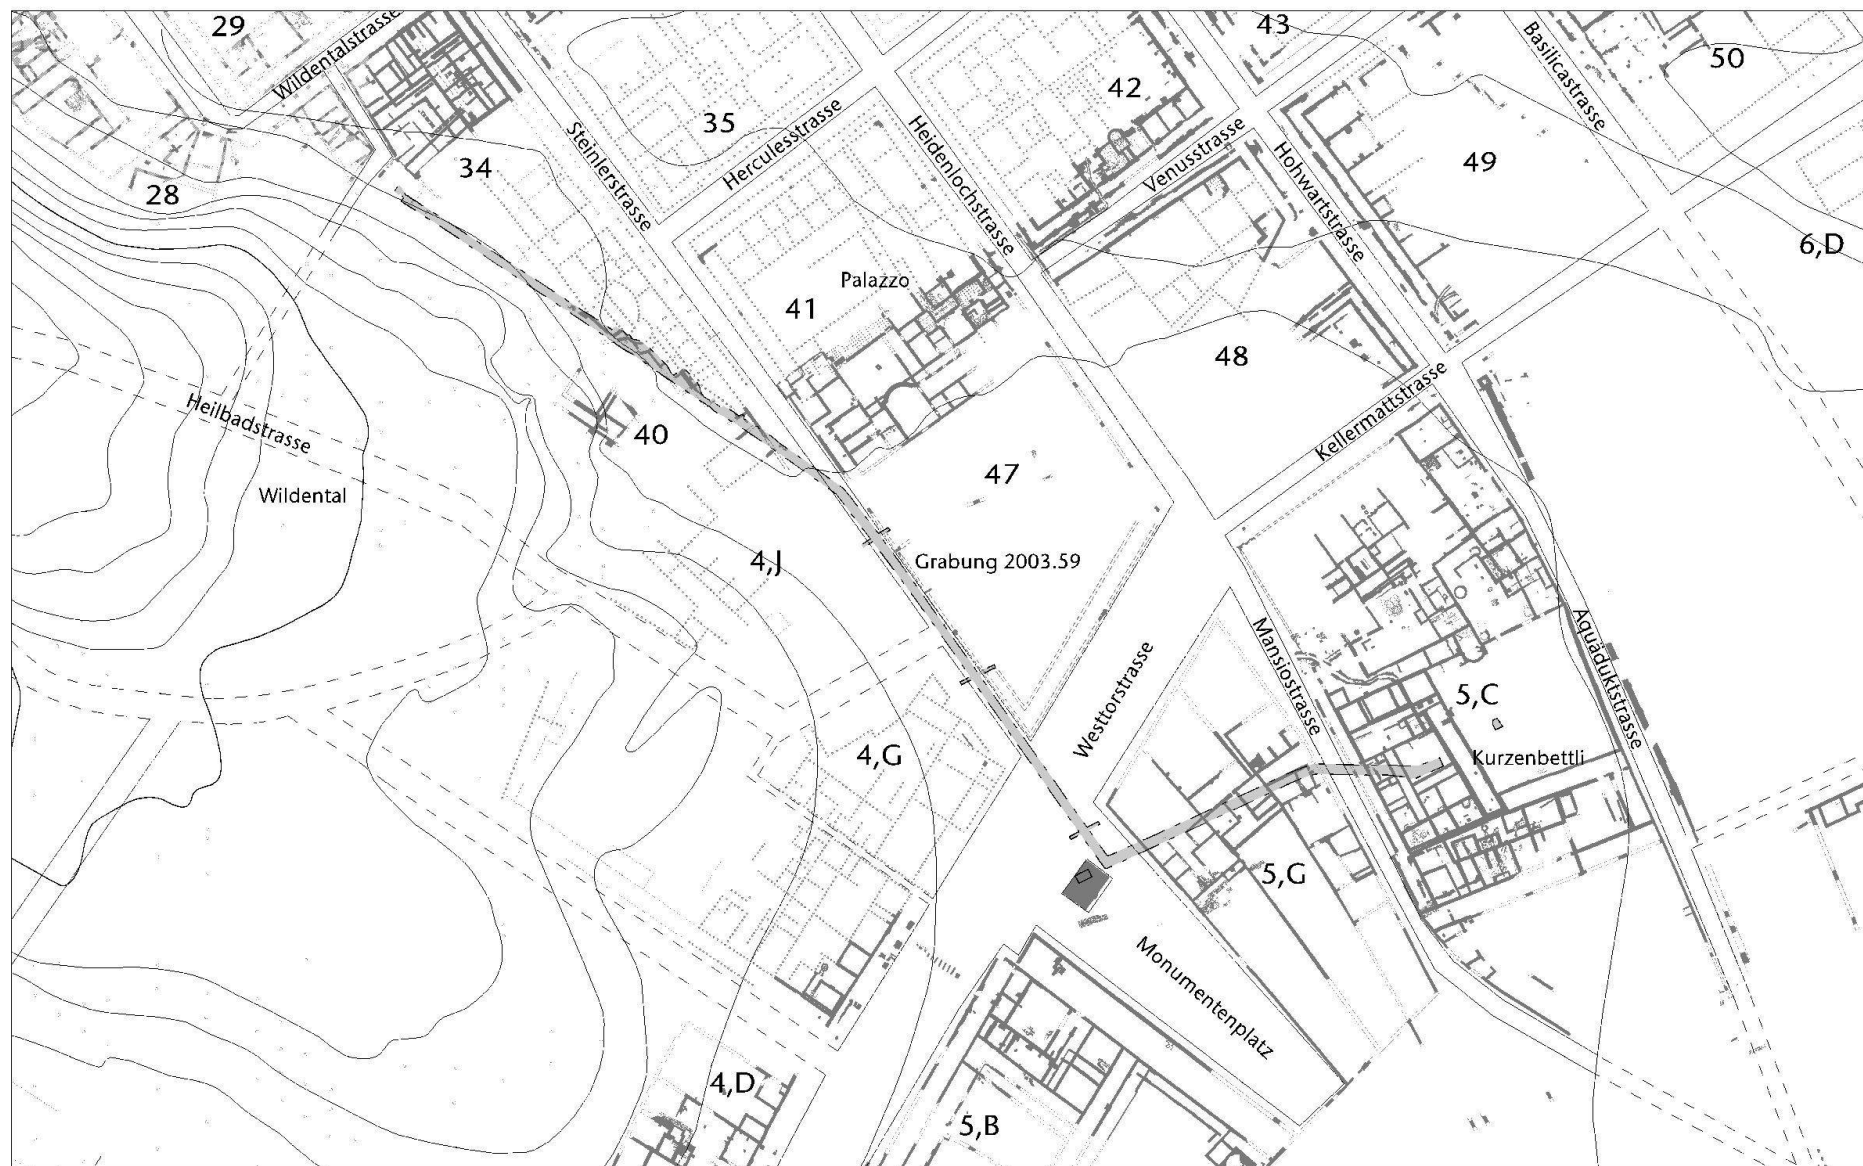 29
Wildentalstrasse
43
Basilicastrasse
50
42
35
Steinlerstrasse
Herculesstrasse
Heidenlochstrasse
Venusstrasse
Hohwartstrasse
49
34
28
6,D
Palazzo
41
48
Heilbadstrasse
40
Kellermattstrasse
47
Wildental
4,J
Grabung 2003.59
Mansiostrasse
Aquäduktstrasse
Westtorstrasse
5,C
4,G
Kurzenbettli
5,G
Monumentenplatz
4,D
5,B